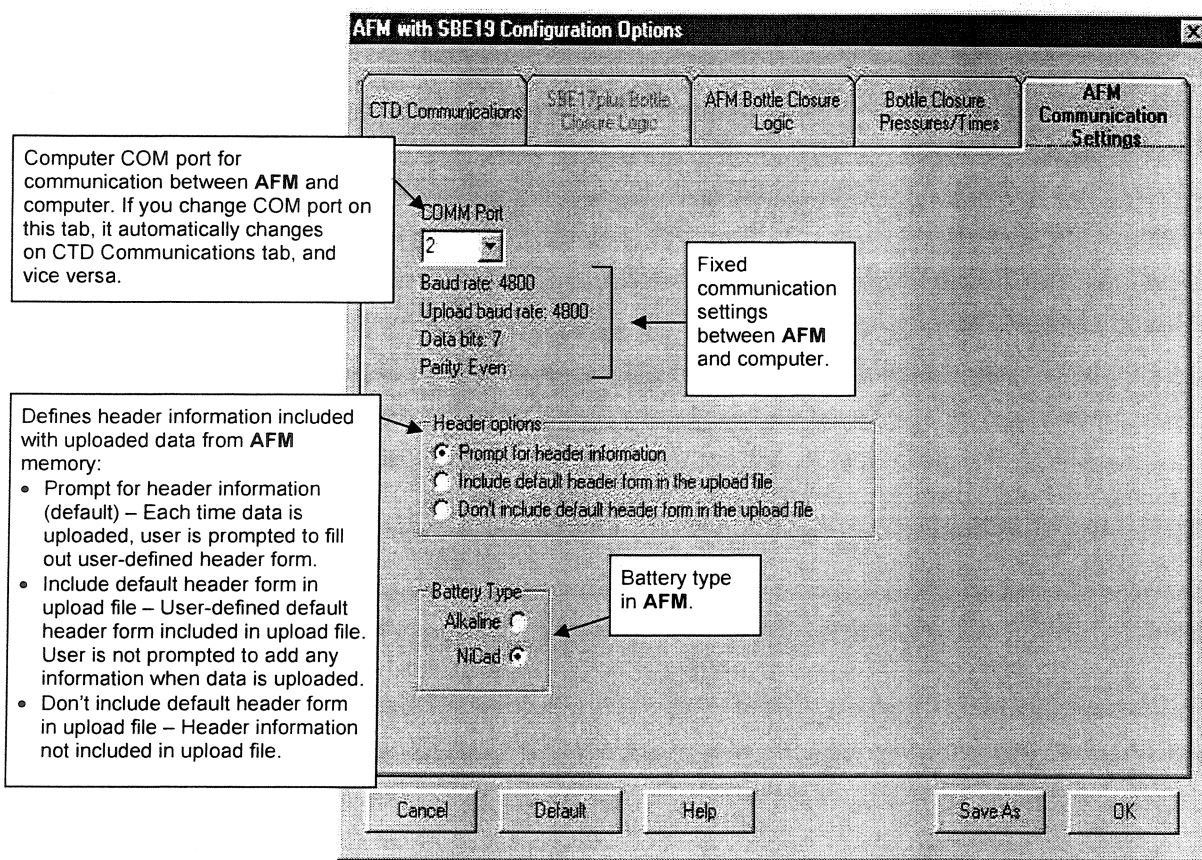 AFM with SBE19 Configuration Options
CTD Communications
SBE17plus Bottle
Closure Logic
AFM Bottle Closure
Logic
Bottle Closure
Pressures/Times
AFM
Communication
Settings
Computer COM port for
communication between AFM and
computer. If you change COM port on
this tab, it automatically changes
on CTD Communications tab, and
vice versa.
COMM Port
2
Baud rate: 4800
Upload baud rate: 4800
Data bits: 7
Parity: Even
Fixed
communication
settings
between AFM
and computer.
Defines header information included
with uploaded data from AFM
memory:
• Prompt for header information
(default) – Each time data is
uploaded, user is prompted to fill
out user-defined header form.
• Include default header form in
upload file – User-defined default
header form included in upload file.
User is not prompted to add any
information when data is uploaded.
• Don't include default header form
in upload file – Header information
not included in upload file.
Header options:
Prompt for header information
Include default header form in the upload file
Don't include default header form in the upload file
Battery Type
Alkaline
NiCad
Battery type
in AFM.
Cancel
Default
Help
Save As
OK